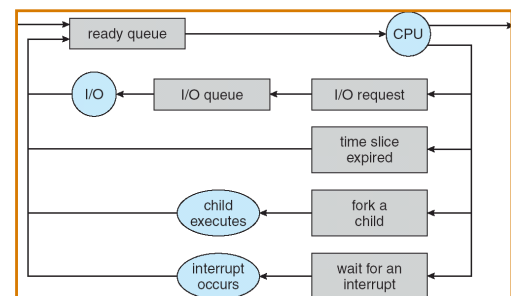 ready queue
CPU
I/O
I/O queue
I/O request
time slice
expired
child
executes
fork a
child
interrupt
occurs
wait for an
interrupt